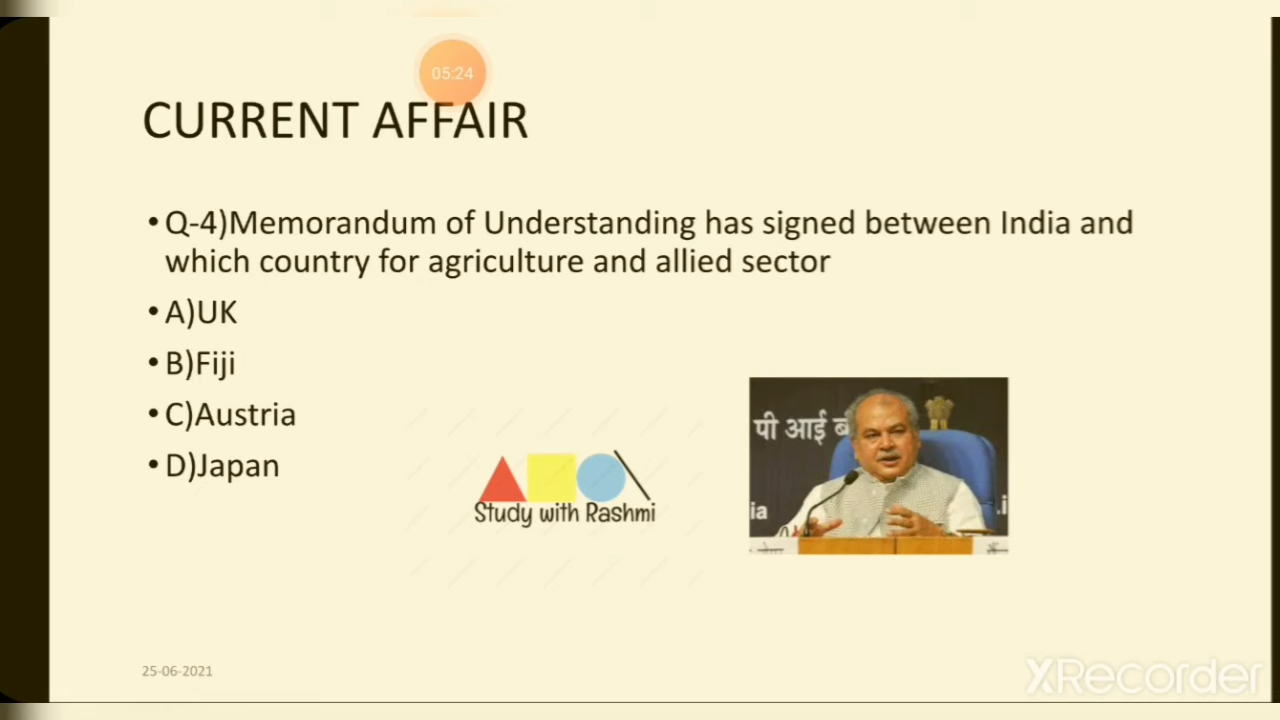 05:24
CURRENT AFFAIR
• Q-4)Memorandum of Understanding has signed between India and
which country for agriculture and allied sector
• A)UK
• B)Fiji
• C)Austria
• D)Japan
पी आई ब
ia
.i
Study with Rashmi
25-06-2021
XRecorder